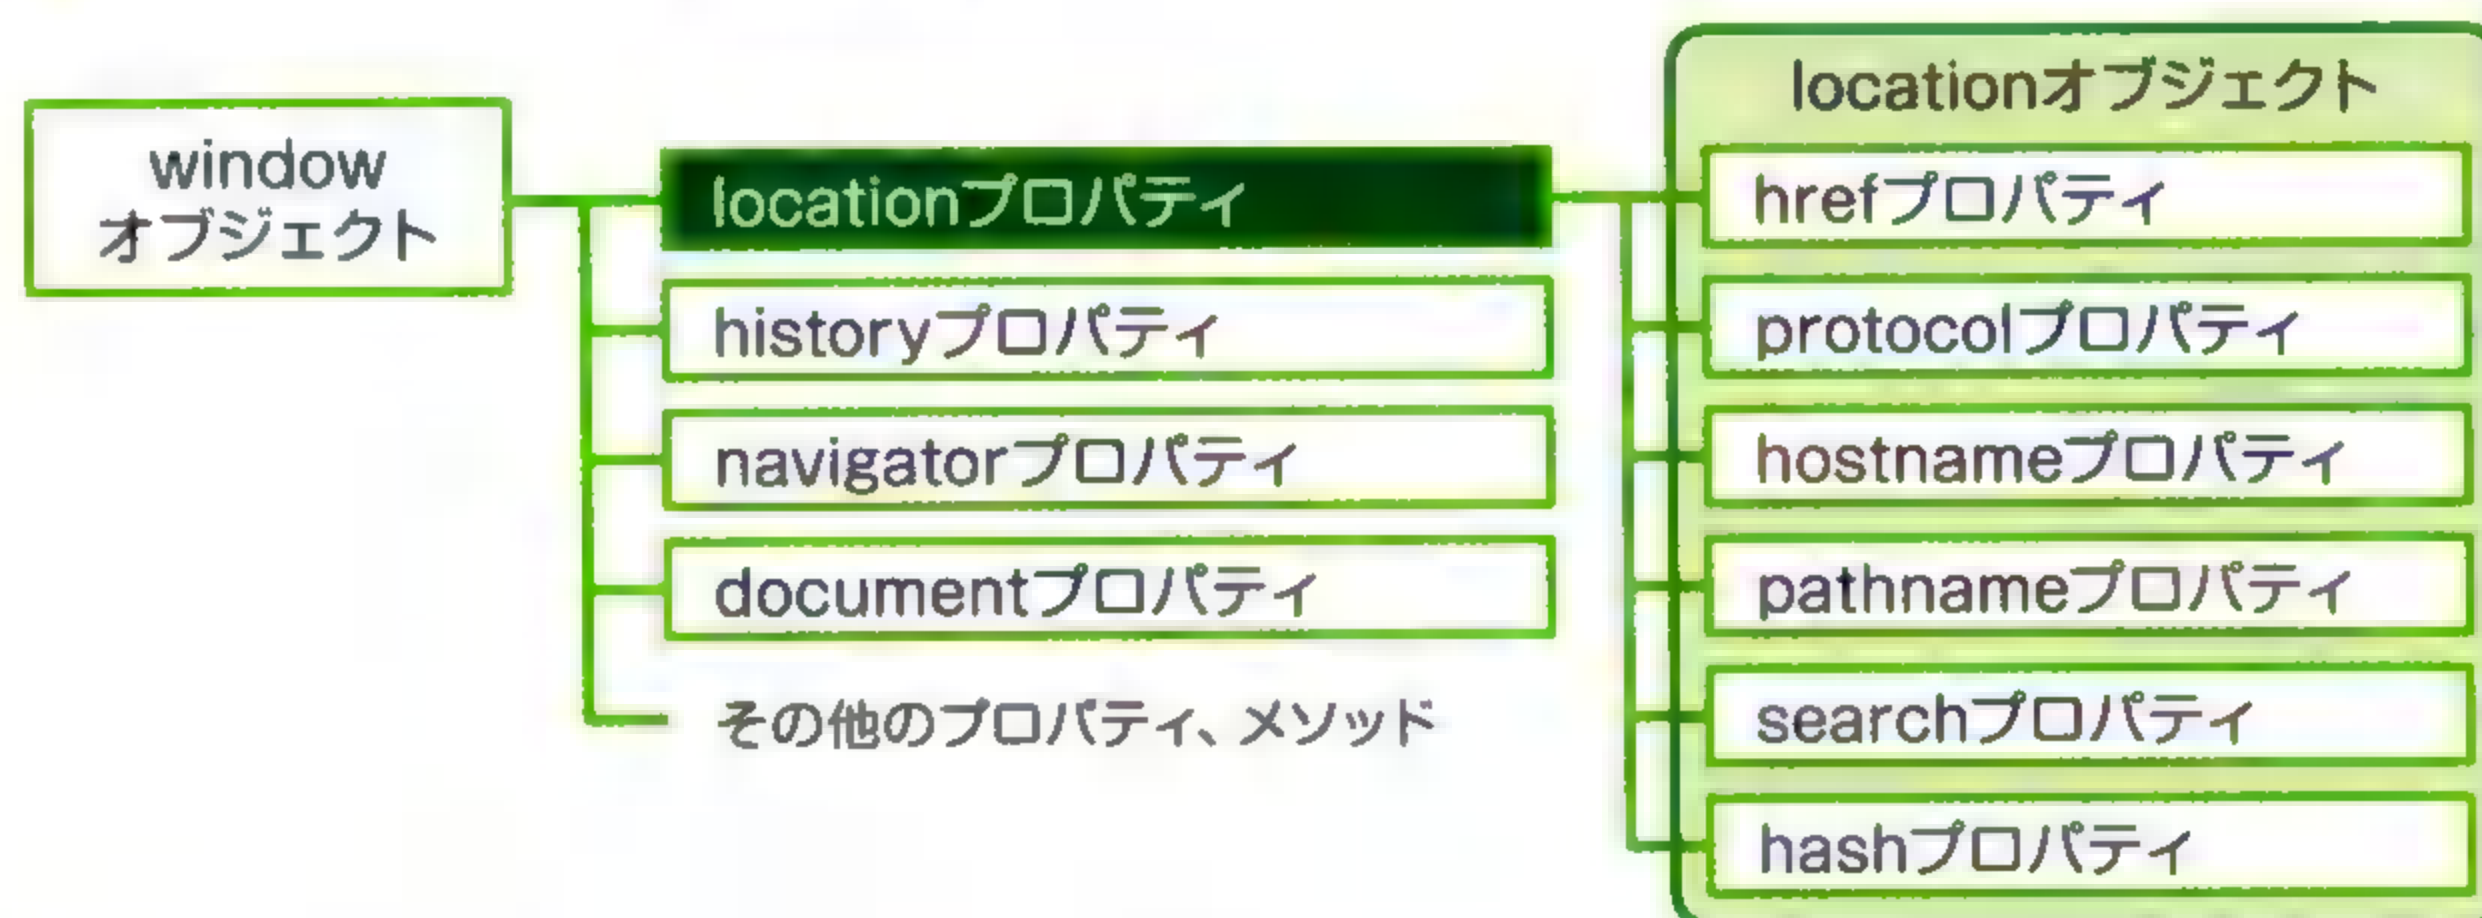 window
オブジェクト
locationプロパティ
historyプロパティ
navigatorプロパティ
documentプロパティ
その他のプロパティ、メソッド
locationオブジェクト
hrefプロパティ
protocolプロパティ
hostnameプロパティ
pathnameプロパティ
searchプロパティ
hashプロパティ